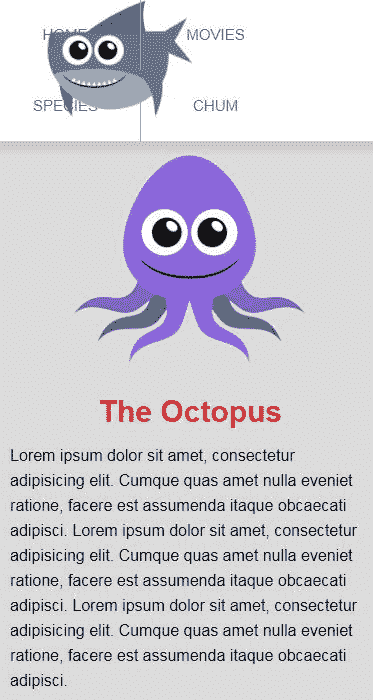 HOME MOVIES
SPECIES CHUM
The Octopus
Lorem ipsum dolor sit amet, consectetur
adipisicing elit. Cumque quas amet nulla eveniet
ratione, facere est assumenda itaque obcaecati
adipisci. Lorem ipsum dolor sit amet, consectetur
adipisicing elit. Cumque quas amet nulla eveniet
ratione, facere est assumenda itaque obcaecati
adipisci. Lorem ipsum dolor sit amet, consectetur
adipisicing elit. Cumque quas amet nulla eveniet
ratione, facere est assumenda itaque obcaecati
adipisci.